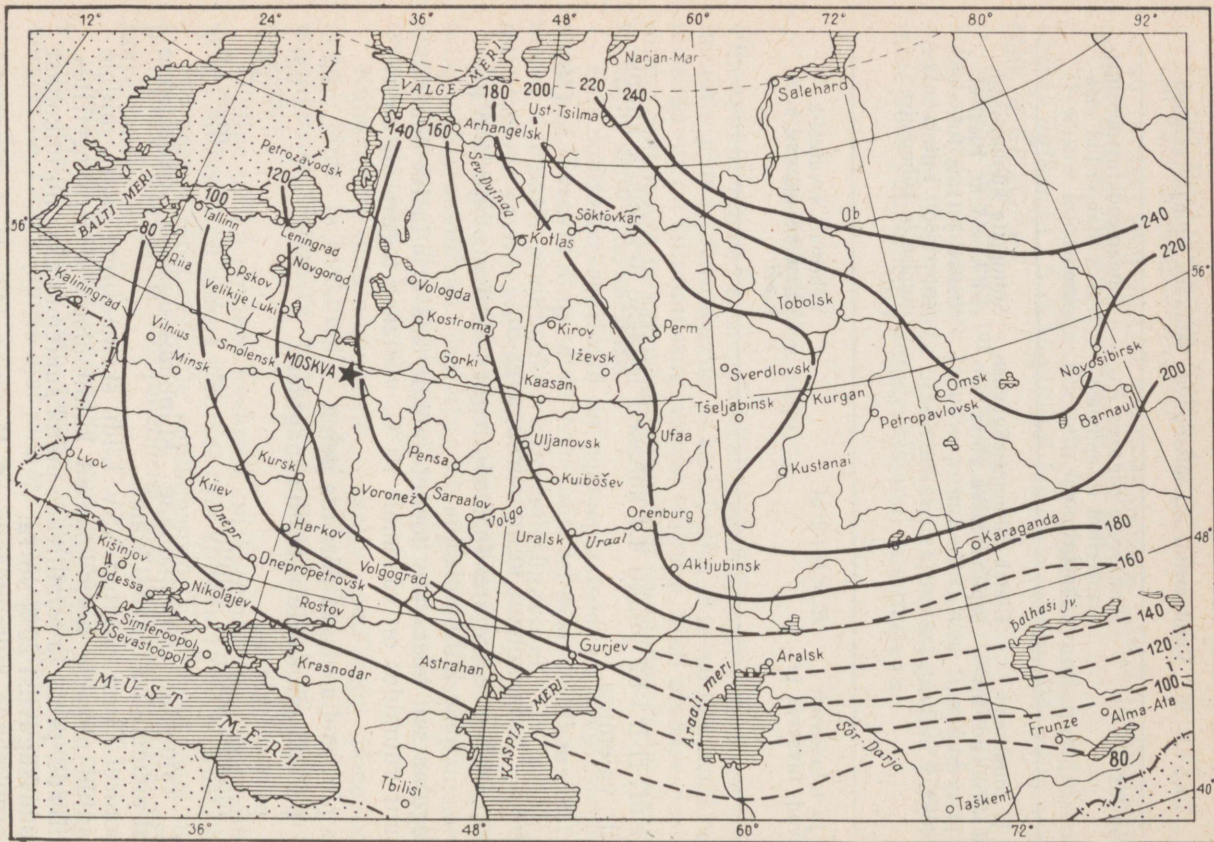 12° 24° 36° 48° 60° 72° 80° 92°
Narjan-Mar
VALGE MERI
180 200 220 240
Salehard
Ust-Tsilma
140 160 Arhangelsk
Petrozavodsk
Sev. Dvinaa
120
BALTI MERI
100
Tallinn
Sõktõvkar
Ob
240
56°
80
Leningrad
Kotlas
220
Riia
Pskov
Novgorod
56°
Kaliningrad
Velikije Luki
Vologda
Tobolsk
Kostroma
Kirov
Perm
Vilnius
Minsk
Smolensk
MOSKVA
Gorki
Iževsk
Sverdlovsk
Novosibirsk
Kaasan
Omsk
200
Tšeljabinsk
Kurgan
Petropavlovsk
Barnaul
Uljanovsk
Ufaa
Lvov
Kursk
Pensa
Kustanai
Kiiev
Kuibõšev
Voronež
Saraatov
Dnepr
Volga
Orenburg
Harkov
Uralsk
Uraal
Karaganda
180
48°
Kišinjov
Dnepropetrovsk
Volgograd
Aktjubinsk
160
Odessa
Nikolajev
Rostov
Balhaši jv.
140
Simferoopol
Sevastoopol
Gurjev
Aralsk
120
Krasnodar
Astrahan
Araali meri
100
MUST MERI
KASPIA MERI
Alma-Ata
Frunze
Sõr-Darja
80
Tbilisi
Taškent
40°
36° 48° 60° 72°